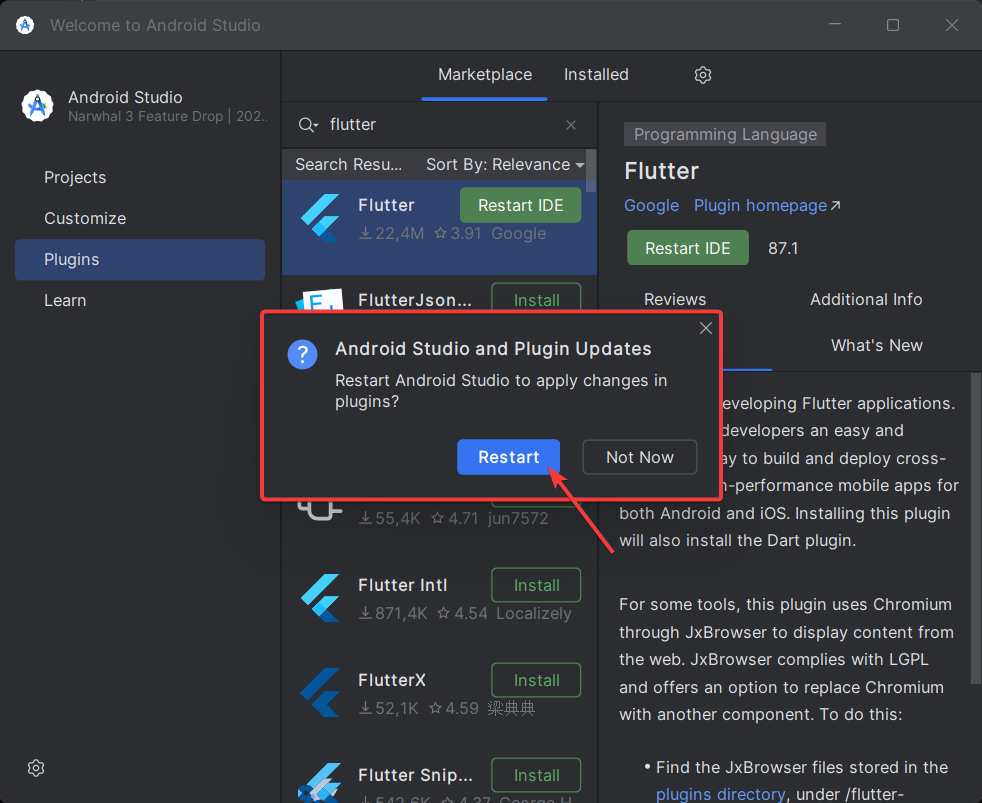 Welcome to Android Studio
Android Studio
Narwhal 3 Feature Drop | 202..
Projects
Customize
Plugins
Learn
Marketplace
Installed
flutter
Search Resu...
Sort By: Relevance
Flutter
Restart IDE
22,4M
3.91
Google
FlutterJson...
Install
55,4K
4.71
jun7572
Flutter Intl
Install
871,4K
4.54
Localizely
FlutterX
Install
52,1K
4.59
梁典典
Flutter Snip...
Install
542,6K
4.37
George H
Programming Language
Flutter
Google
Plugin homepage
Restart IDE
87.1
Reviews
Additional Info
What's New
Android Studio and Plugin Updates
Restart Android Studio to apply changes in
plugins?
Restart
Not Now
eveloping Flutter applications.
developers an easy and
ay to build and deploy cross-
-performance mobile apps for
both Android and iOS. Installing this plugin
will also install the Dart plugin.
For some tools, this plugin uses Chromium
through JxBrowser to display content from
the web. JxBrowser complies with LGPL
and offers an option to replace Chromium
with another component. To do this:
• Find the JxBrowser files stored in the
plugins directory, under /flutter-